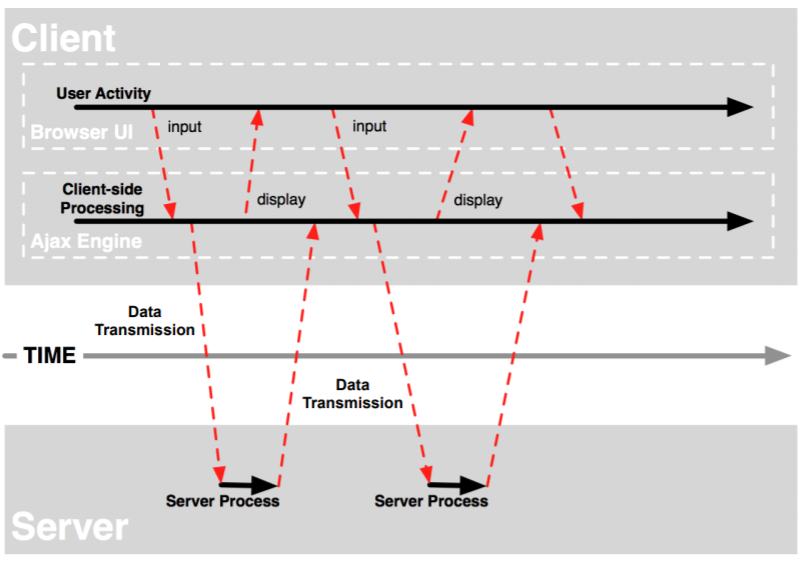 Client
User Activity
input
input
Browser UI
Client-side
Processing
display
display
Ajax Engine
Data
Transmission
TIME
Data
Transmission
Server Process
Server Process
Server